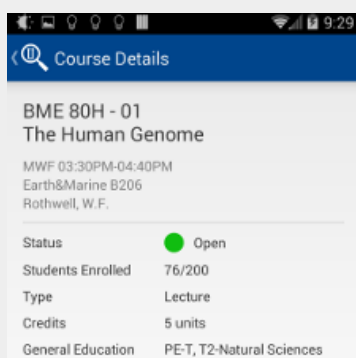 9:29
Course Details
BME 80H - 01
The Human Genome
MWF 03:30PM-04:40PM
Earth&Marine B206
Rothwell, W.F.
Status Open
Students Enrolled 76/200
Type Lecture
Credits 5 units
General Education PE-T, T2-Natural Sciences